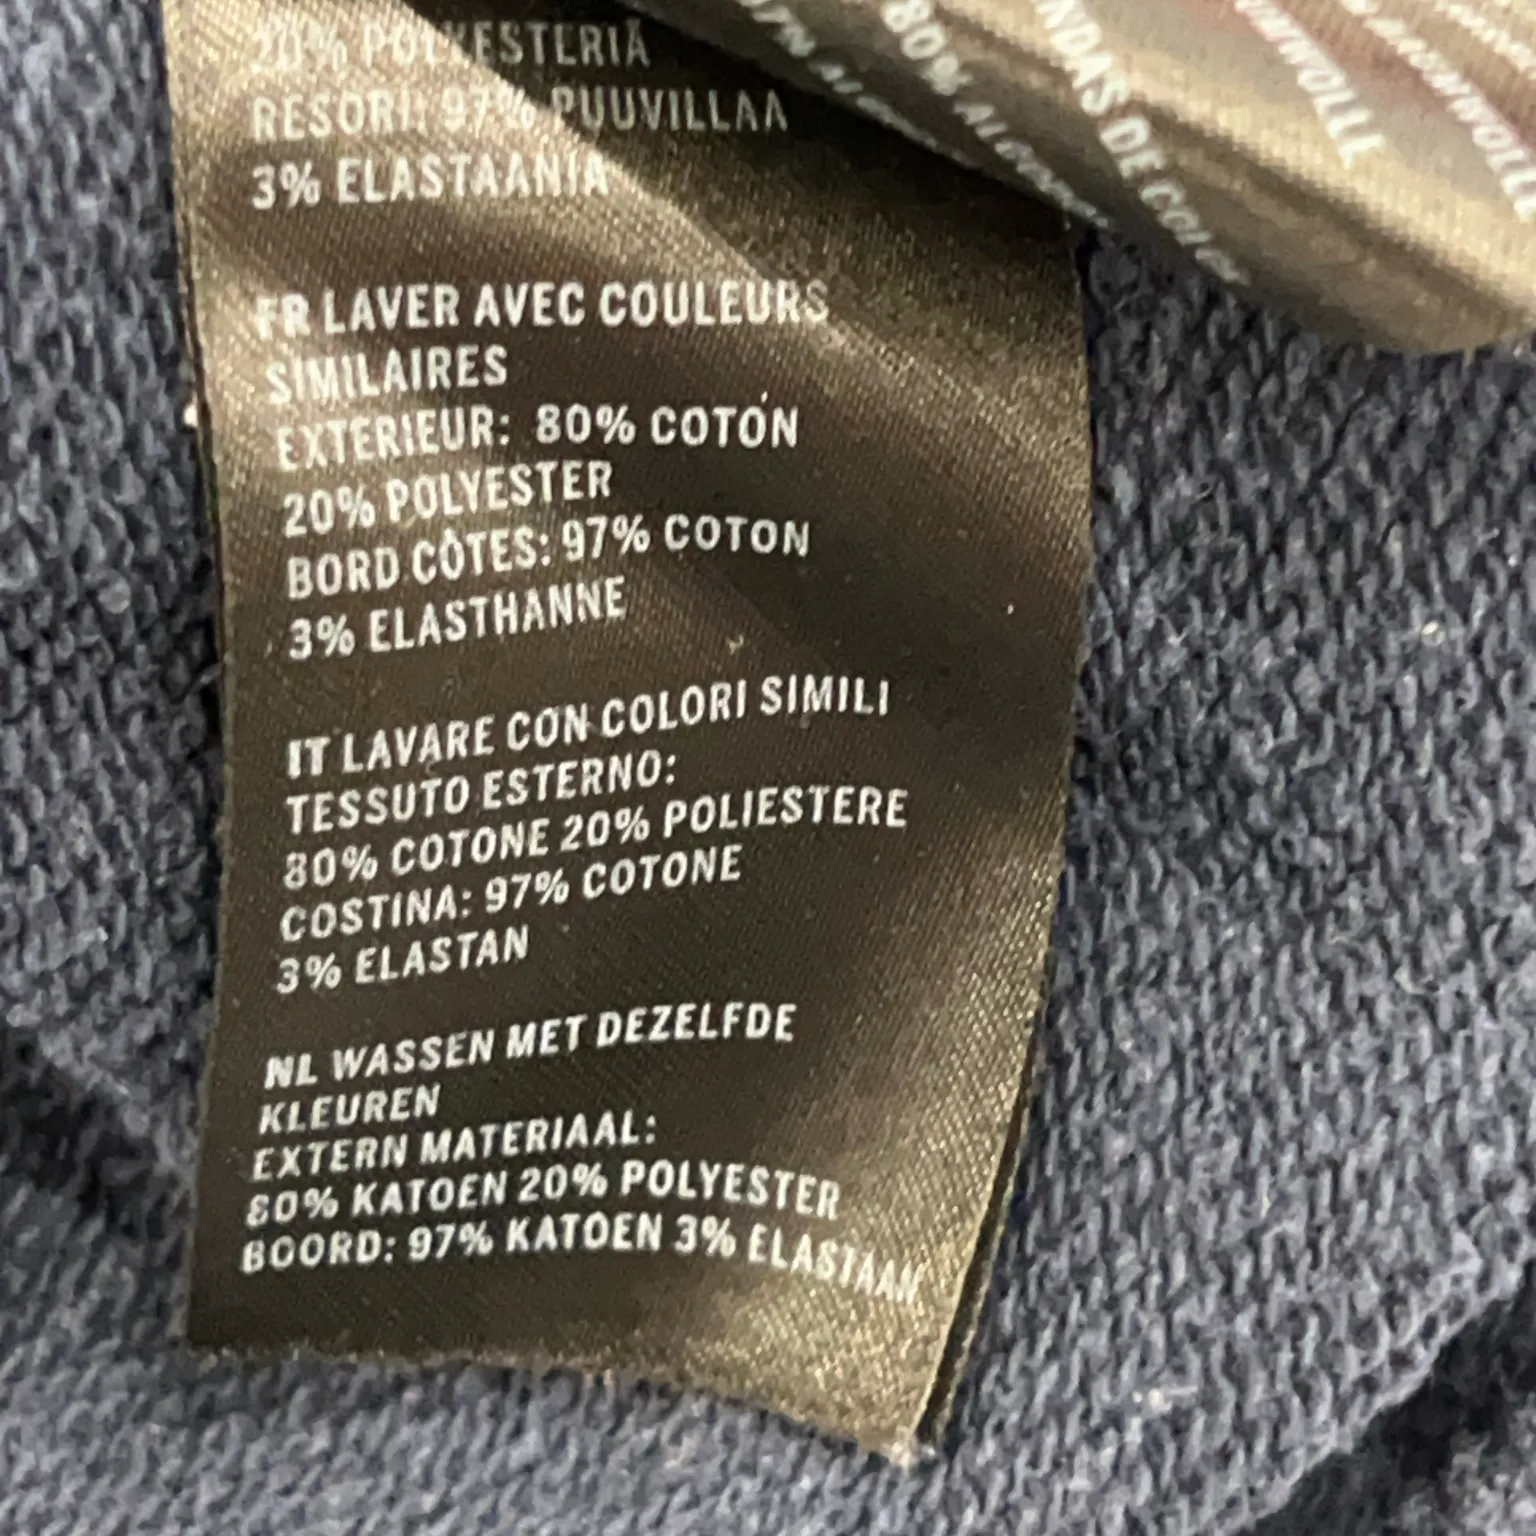 20% POLYESTERIÄ
RESORI: 97% PUUVILLAA
3% ELASTAANIA
FR LAVER AVEC COULEURS
SIMILAIRES
EXTERIEUR: 80% COTON
20% POLYESTER
BORD CÔTES: 97% COTON
3% ELASTHANNE
IT LAVARE CON COLORI SIMILI
TESSUTO ESTERNO:
80% COTONE 20% POLIESTERE
COSTINA: 97% COTONE
3% ELASTAN
NL WASSEN MET DEZELFDE
KLEUREN
EXTERN MATERIAAL:
80% KATOEN 20% POLYESTER
BOORD: 97% KATOEN 3% ELASTAAN
80%
DE